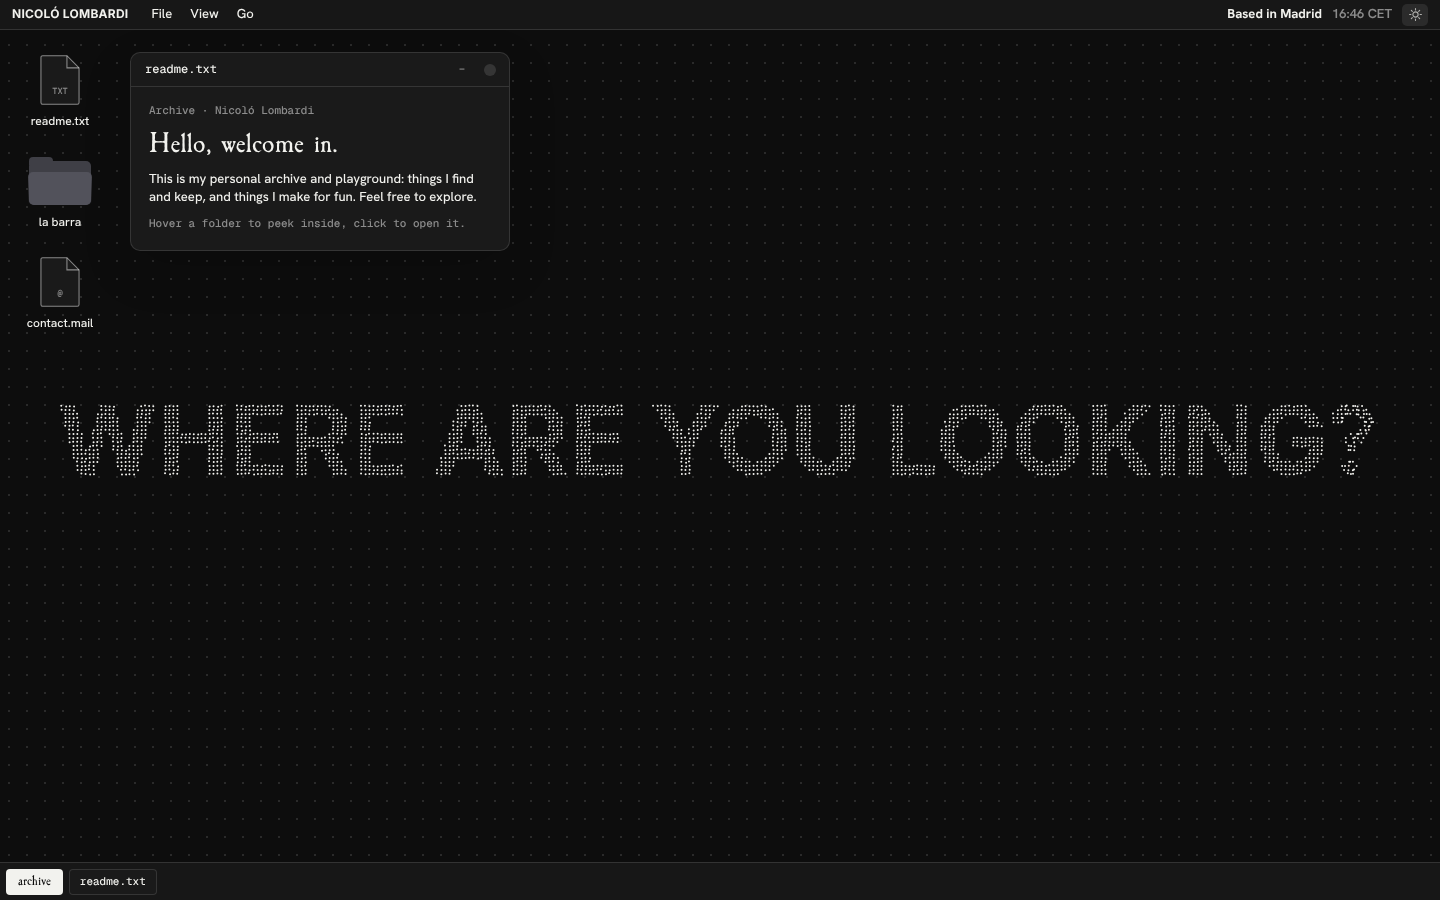 NICOLÓ LOMBARDI File View Go Based in Madrid 16:46 CET
TXT
readme.txt
la barra
@
contact.mail
readme.txt
Archive · Nicoló Lombardi
Hello, welcome in.
This is my personal archive and playground: things I find
and keep, and things I make for fun. Feel free to explore.
Hover a folder to peek inside, click to open it.
WHERE ARE YOU LOOKING?
archive readme.txt